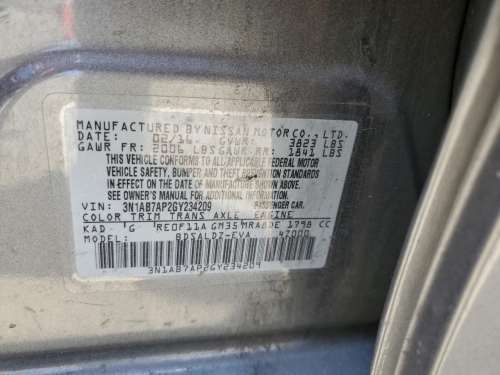 MANUFACTURED BY NISSAN MOTOR CO., LTD.
DATE: 02/16 GVWR: 3823 LBS
GAWR FR: 2006 LBS GAWR RR: 1841 LBS
THIS VEHICLE CONFORMS TO ALL APPLICABLE FEDERAL MOTOR
VEHICLE SAFETY, BUMPER AND THEFT PREVENTION STANDARDS
IN EFFECT ON THE DATE OF MANUFACTURE SHOWN ABOVE.
SEE OWNER'S MANUAL FOR ADDITIONAL INFORMATION
VIN: 3N1AB7AP2GY234209 PASSENGER CAR.
COLOR TRIM TRANS AXLE ENGINE
KAD G RE0F11A GM35 MRA8DE 1798 CC
MODEL: BDSALDZ-EVA 42000
3N1AB7AP2GY234209